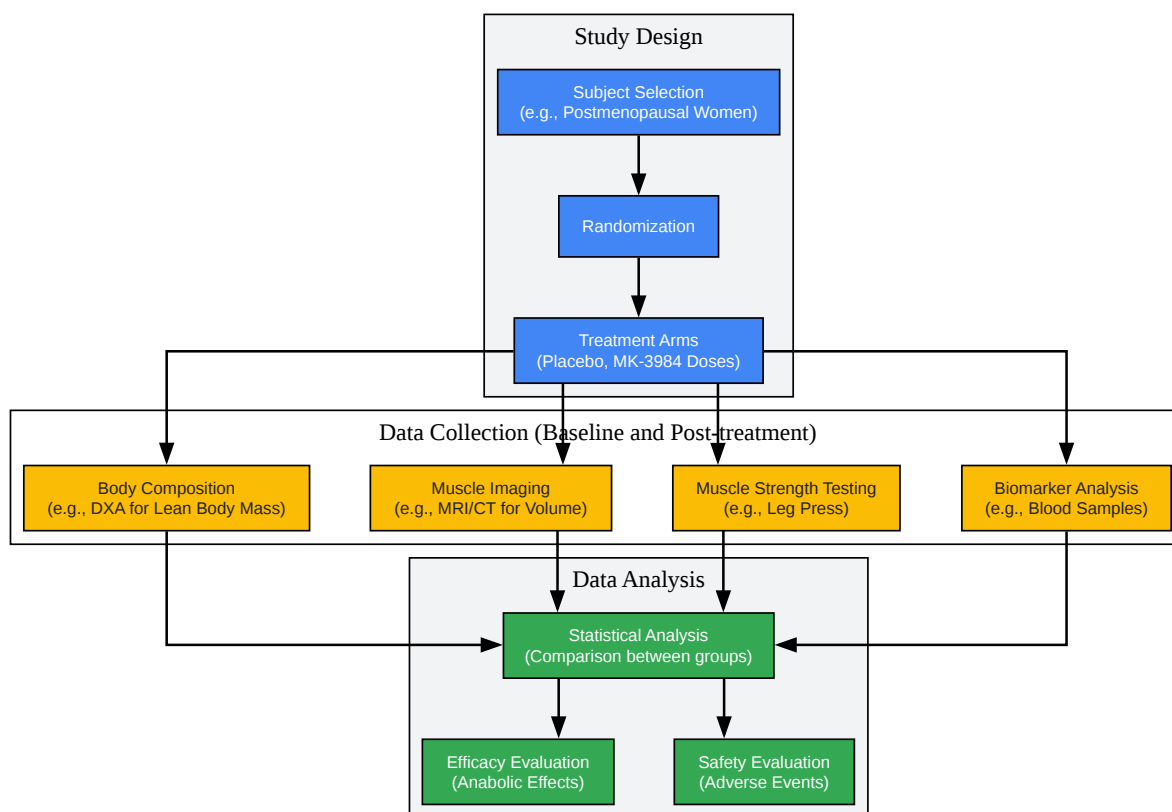 Study Design
Subject Selection
(e.g., Postmenopausal Women)
Randomization
Treatment Arms
(Placebo, MK-3984 Doses)
Data Collection (Baseline and Post-treatment)
Body Composition
(e.g., DXA for Lean Body Mass)
Muscle Imaging
(e.g., MRI/CT for Volume)
Muscle Strength Testing
(e.g., Leg Press)
Biomarker Analysis
(e.g., Blood Samples)
Data Analysis
Statistical Analysis
(Comparison between groups)
Efficacy Evaluation
(Anabolic Effects)
Safety Evaluation
(Adverse Events)